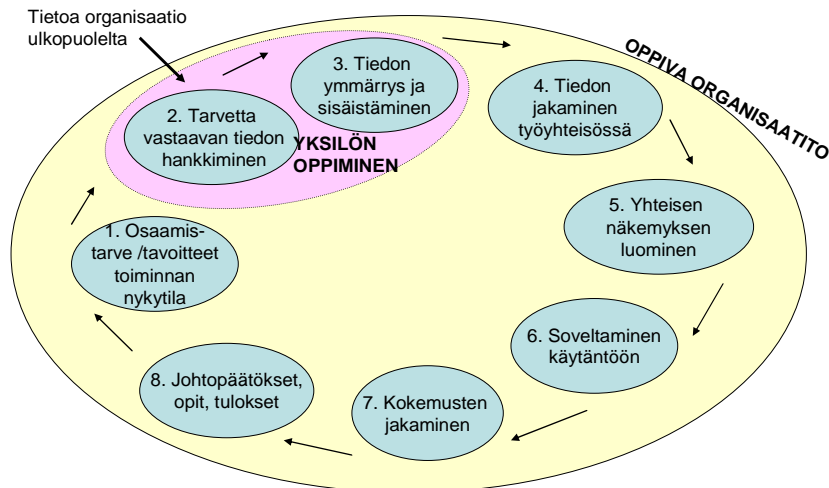 Tietoa organisaatio
ulkopuolelta
OPPIVA ORGANISAATITO
3. Tiedon
ymmärrys ja
sisäistäminen
4. Tiedon
jakaminen
työyhteisössä
2. Tarvetta
vastaavan tiedon
hankkiminen
YKSILÖN
OPPIMINEN
5. Yhteisen
näkemyksen
luominen
1. Osaamis-
tarve /tavoitteet
toiminnan
nykytila
6. Soveltaminen
käytäntöön
8. Johtopäätökset,
opit, tulokset
7. Kokemusten
jakaminen